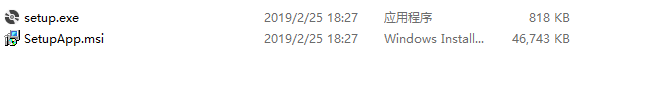 setup.exe 2019/2/25 18:27 应用程序 818 KB
SetupApp.msi 2019/2/25 18:27 Windows Install... 46,743 KB